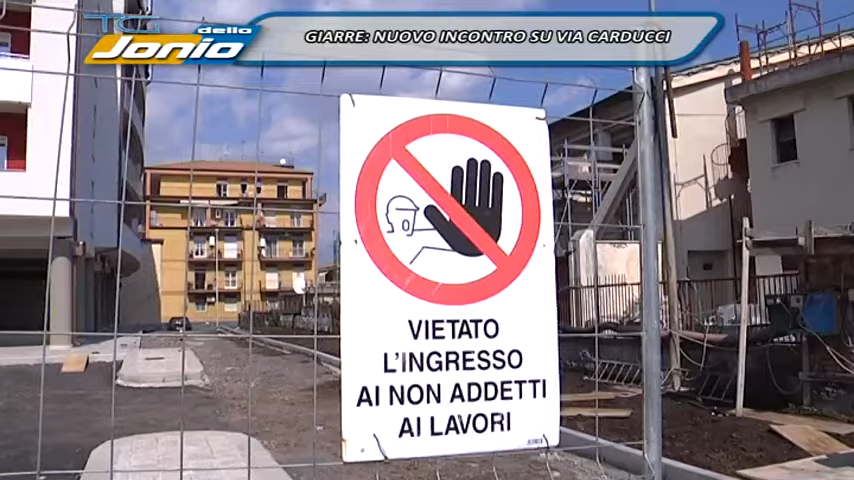 TG dello
Jonio
GIARRE: NUOVO INCONTRO SU VIA CARDUCCI
VIETATO
L'INGRESSO
AI NON ADDETTI
AI LAVORI